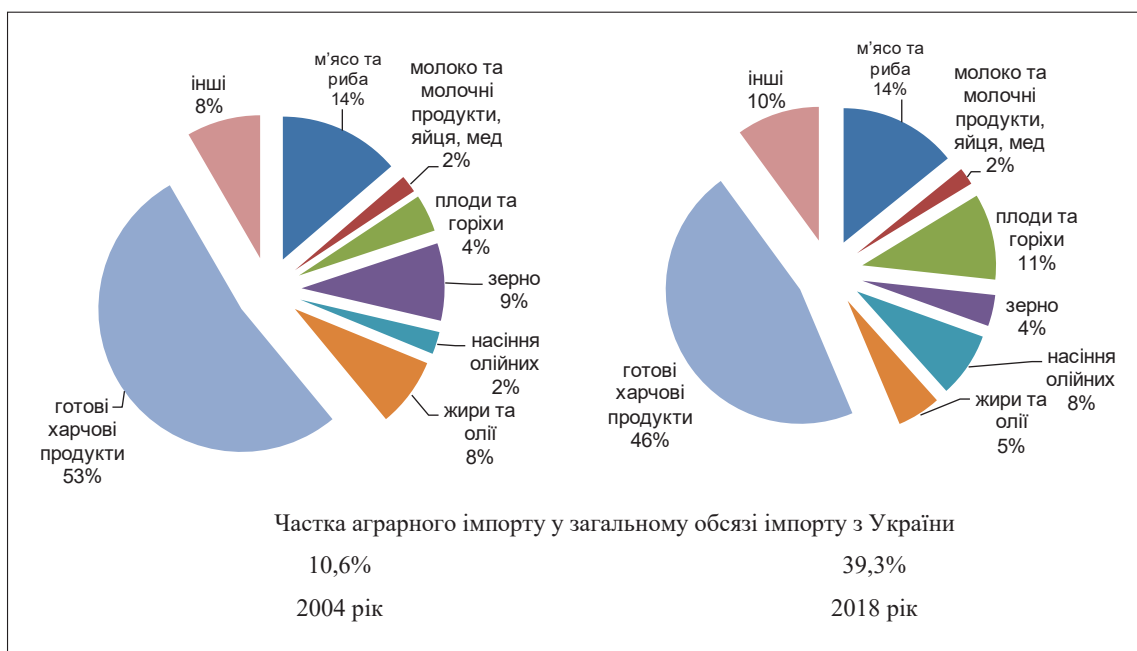 інші
8%
м’ясо та
риба
14%
молоко та
молочні
продукти,
яйця, мед
2%
плоди та
горіхи
4%
зерно
9%
насіння
олійних
2%
жири та
олії
8%
готові
харчові
продукти
53%
інші
10%
м’ясо та
риба
14%
молоко та
молочні
продукти,
яйця, мед
2%
плоди та
горіхи
11%
зерно
4%
насіння
олійних
8%
жири та
олії
5%
готові
харчові
продукти
46%
Частка аграрного імпорту у загальному обсязі імпорту з України
10,6% 39,3%
2004 рік 2018 рік